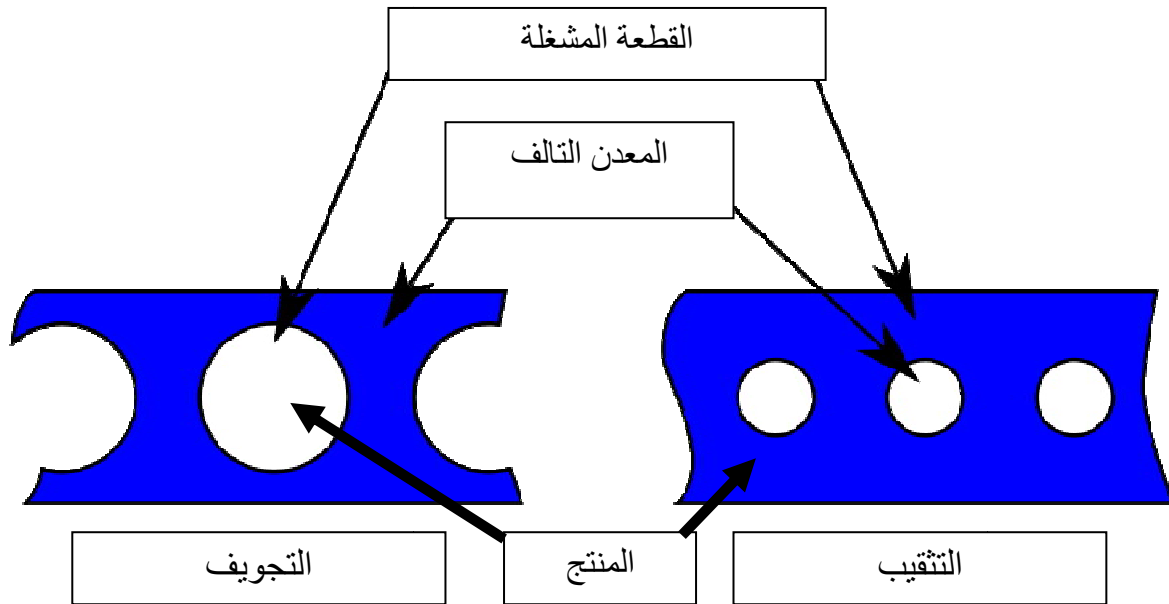 القطعة المشغلة
المعدن التالف
التثقيب
المنتج
التجويف